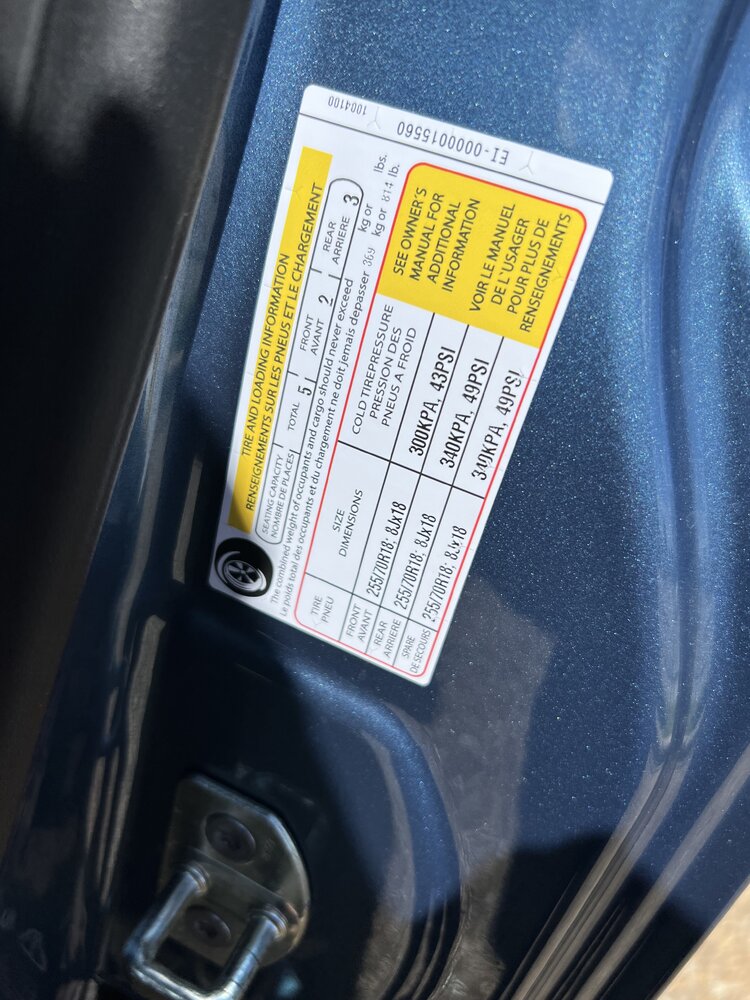 TIRE AND LOADING INFORMATION
RENSEIGNEMENTS SUR LES PNEUS ET LE CHARGEMENT
SEATING CAPACITY
NOMBRE DE PLACES
TOTAL 5
FRONT
AVANT 2
REAR
ARRIERE 3
The combined weight of occupants and cargo should never exceed kg or lbs.
Le poids total des occupants et du chargement ne doit jamais depasser 369 kg or 814 lb.
TIRE
PNEU
SIZE
DIMENSIONS
COLD TIREPRESSURE
PRESSION DES
PNEUS A FROID
SEE OWNER'S
MANUAL FOR
ADDITIONAL
INFORMATION
VOIR LE MANUEL
DE L'USAGER
POUR PLUS DE
RENSEIGNEMENTS
FRONT
AVANT
255/70R18; 8Jx18
300KPA, 43PSI
REAR
ARRIERE
255/70R18; 8Jx18
340KPA, 49PSI
SPARE
DE SECOURS
255/70R18; 8Jx18
340KPA, 49PSI
EI-0000015560
1004100